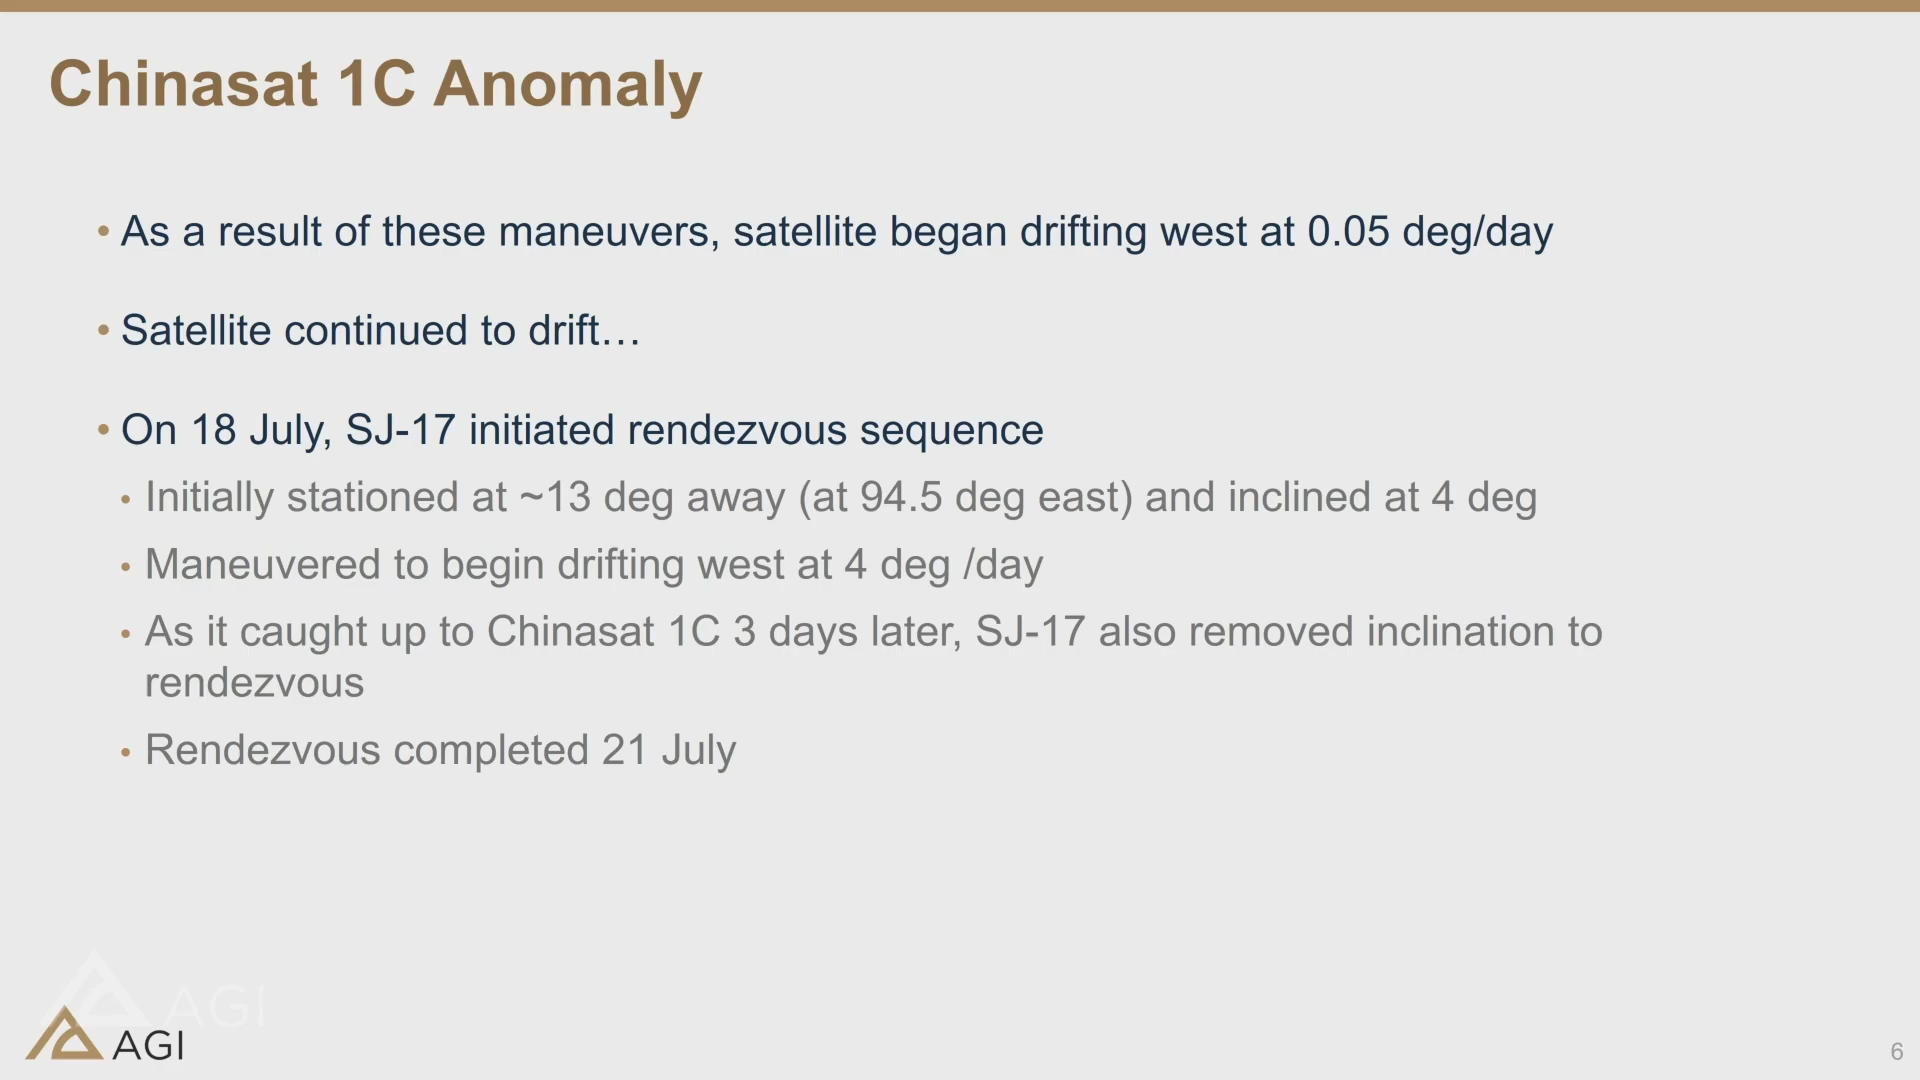 Chinasat 1C Anomaly
• As a result of these maneuvers, satellite began drifting west at 0.05 deg/day
• Satellite continued to drift…
• On 18 July, SJ-17 initiated rendezvous sequence
• Initially stationed at ~13 deg away (at 94.5 deg east) and inclined at 4 deg
• Maneuvered to begin drifting west at 4 deg /day
• As it caught up to Chinasat 1C 3 days later, SJ-17 also removed inclination to
rendezvous
• Rendezvous completed 21 July
AGI
AGI
6